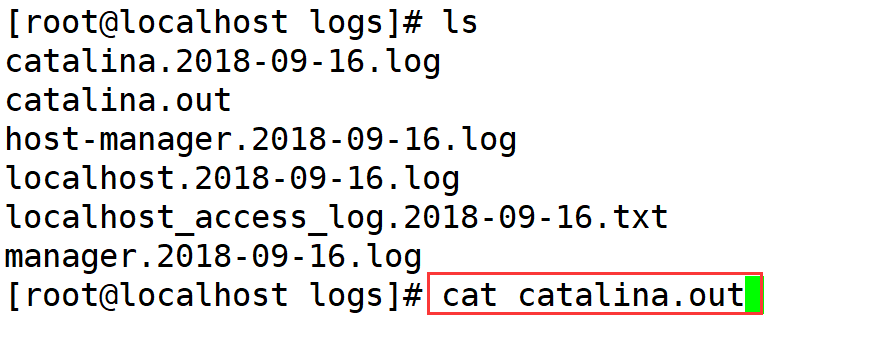 [root@localhost logs]# ls
catalina.2018-09-16.log
catalina.out
host-manager.2018-09-16.log
localhost.2018-09-16.log
localhost_access_log.2018-09-16.txt
manager.2018-09-16.log
[root@localhost logs]# cat catalina.out